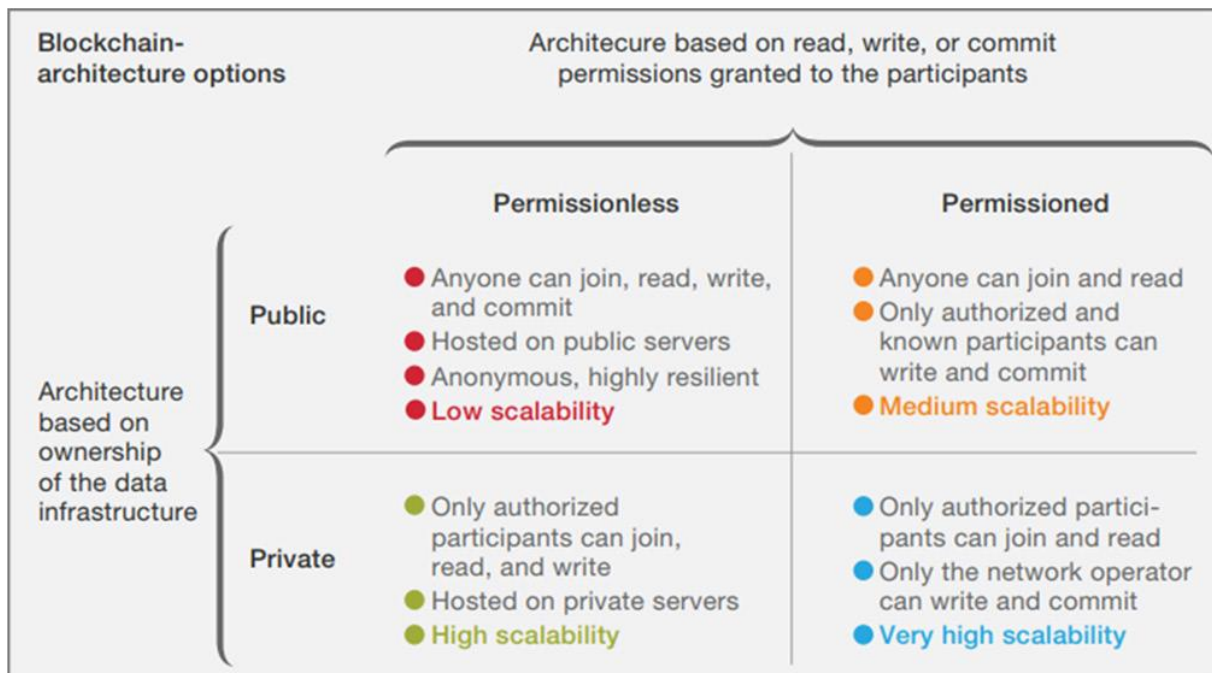 Blockchain-
architecture options
Architecure based on read, write, or commit
permissions granted to the participants
Permissionless
Permissioned
Public
Anyone can join, read, write,
and commit
Hosted on public servers
Anonymous, highly resilient
Low scalability
Anyone can join and read
Only authorized and
known participants can
write and commit
Medium scalability
Architecture
based on
ownership
of the data
infrastructure
Private
Only authorized
participants can join,
read, and write
Hosted on private servers
High scalability
Only authorized partici-
pants can join and read
Only the network operator
can write and commit
Very high scalability